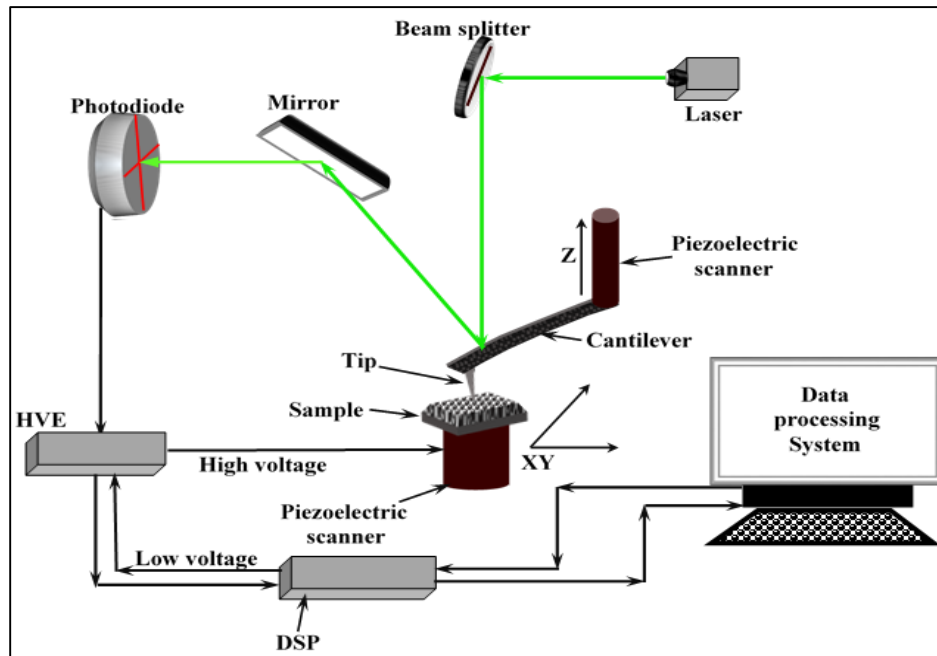 Beam splitter
Laser
Mirror
Photodiode
Z
Piezoelectric
scanner
Cantilever
Tip
Sample
XY
Data
processing
System
HVE
High voltage
Piezoelectric
scanner
Low voltage
DSP